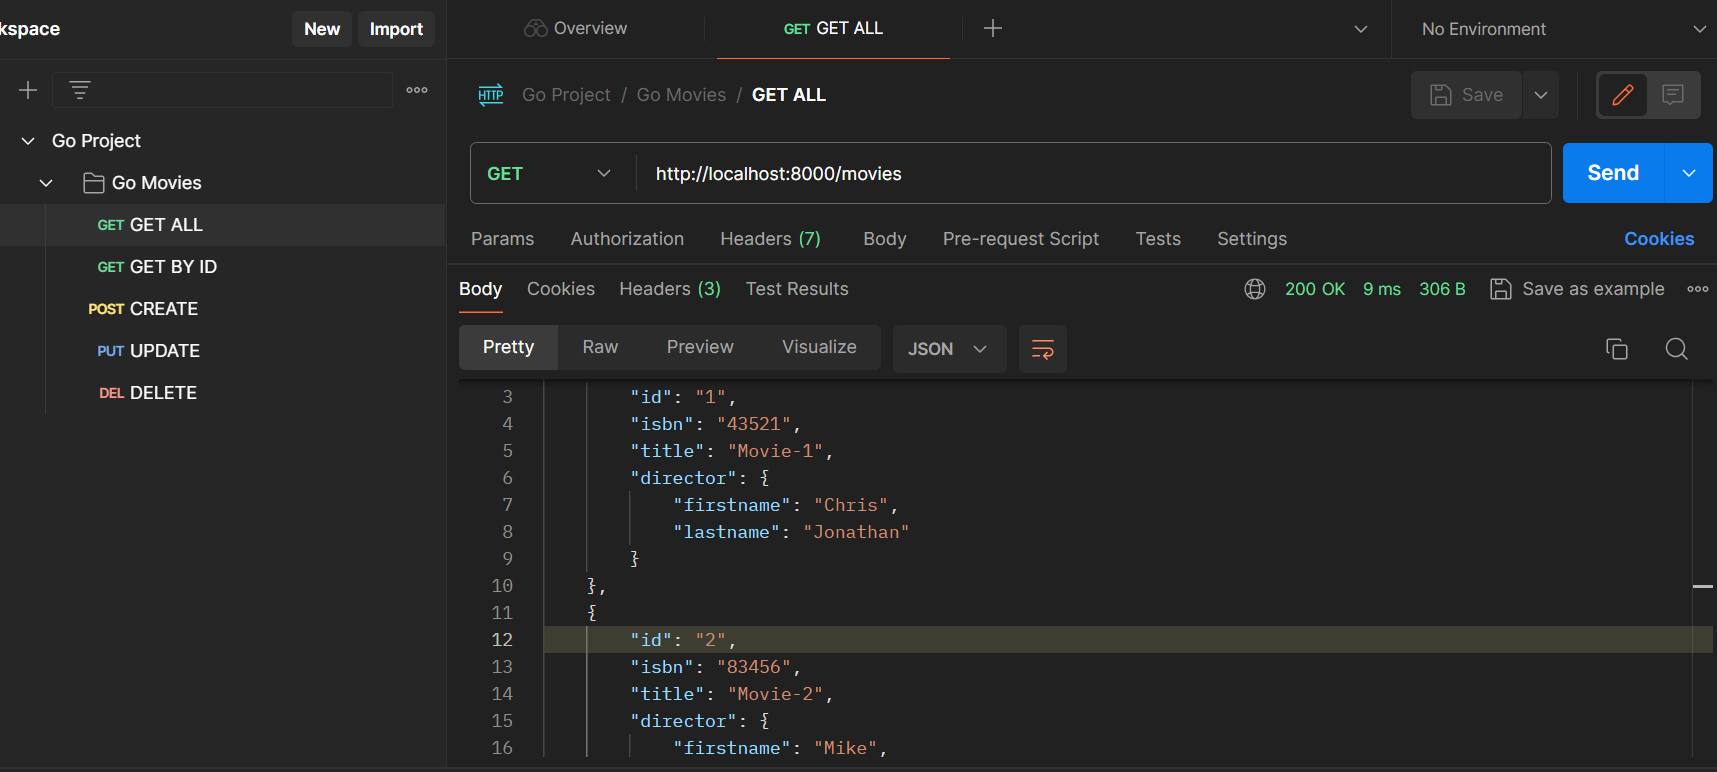 kspace New Import
Overview GET GET ALL No Environment
HTTP Go Project / Go Movies / GET ALL Save
Go Project
Go Movies
GET GET ALL
GET GET BY ID
POST CREATE
PUT UPDATE
DEL DELETE
GET http://localhost:8000/movies Send
Params Authorization Headers (7) Body Pre-request Script Tests Settings Cookies
Body Cookies Headers (3) Test Results 200 OK 9 ms 306 B Save as example
Pretty Raw Preview Visualize JSON
3 "id": "1",
4 "isbn": "43521",
5 "title": "Movie-1",
6 "director": {
7 "firstname": "Chris",
8 "lastname": "Jonathan"
9 }
10 },
11 {
12 "id": "2",
13 "isbn": "83456",
14 "title": "Movie-2",
15 "director": {
16 "firstname": "Mike",